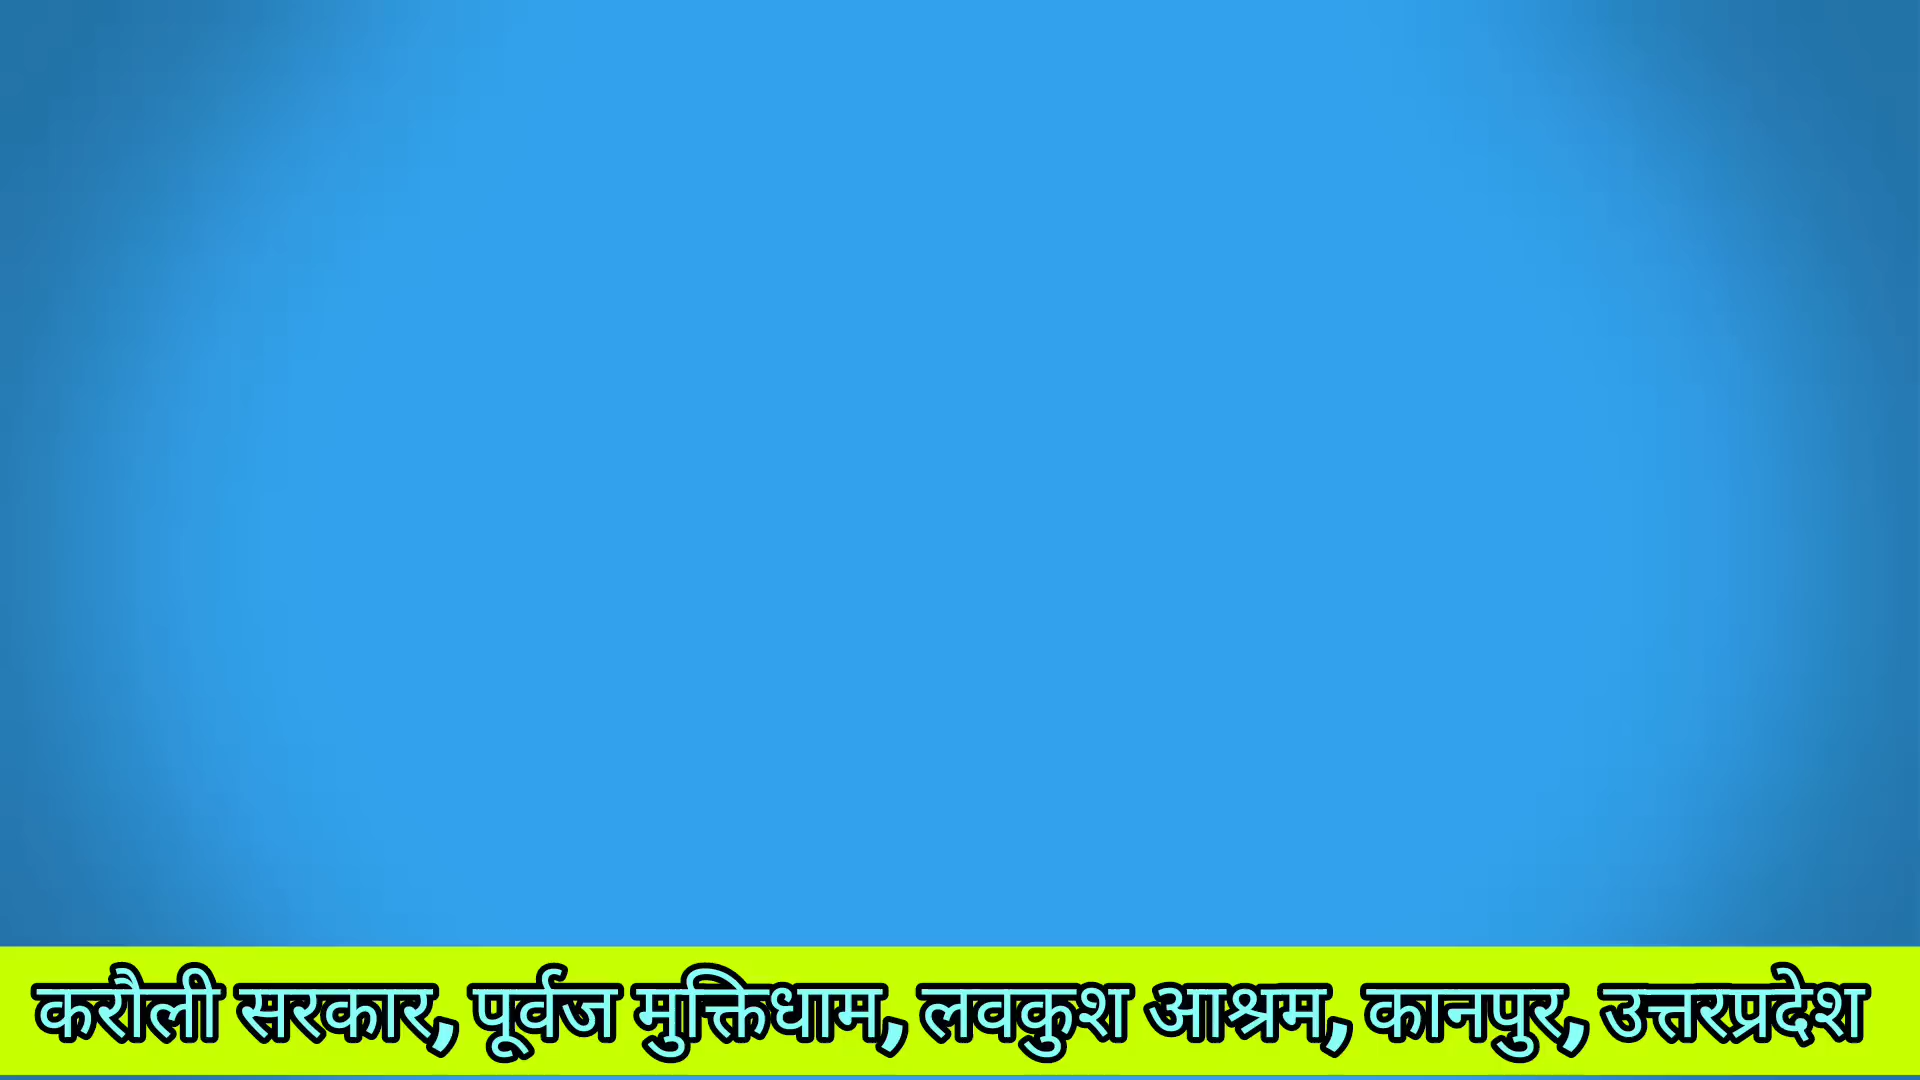 करौली सरकार, पूर्वज मुक्तिधाम, लवकुश आश्रम, कानपुर, उत्तरप्रदेश